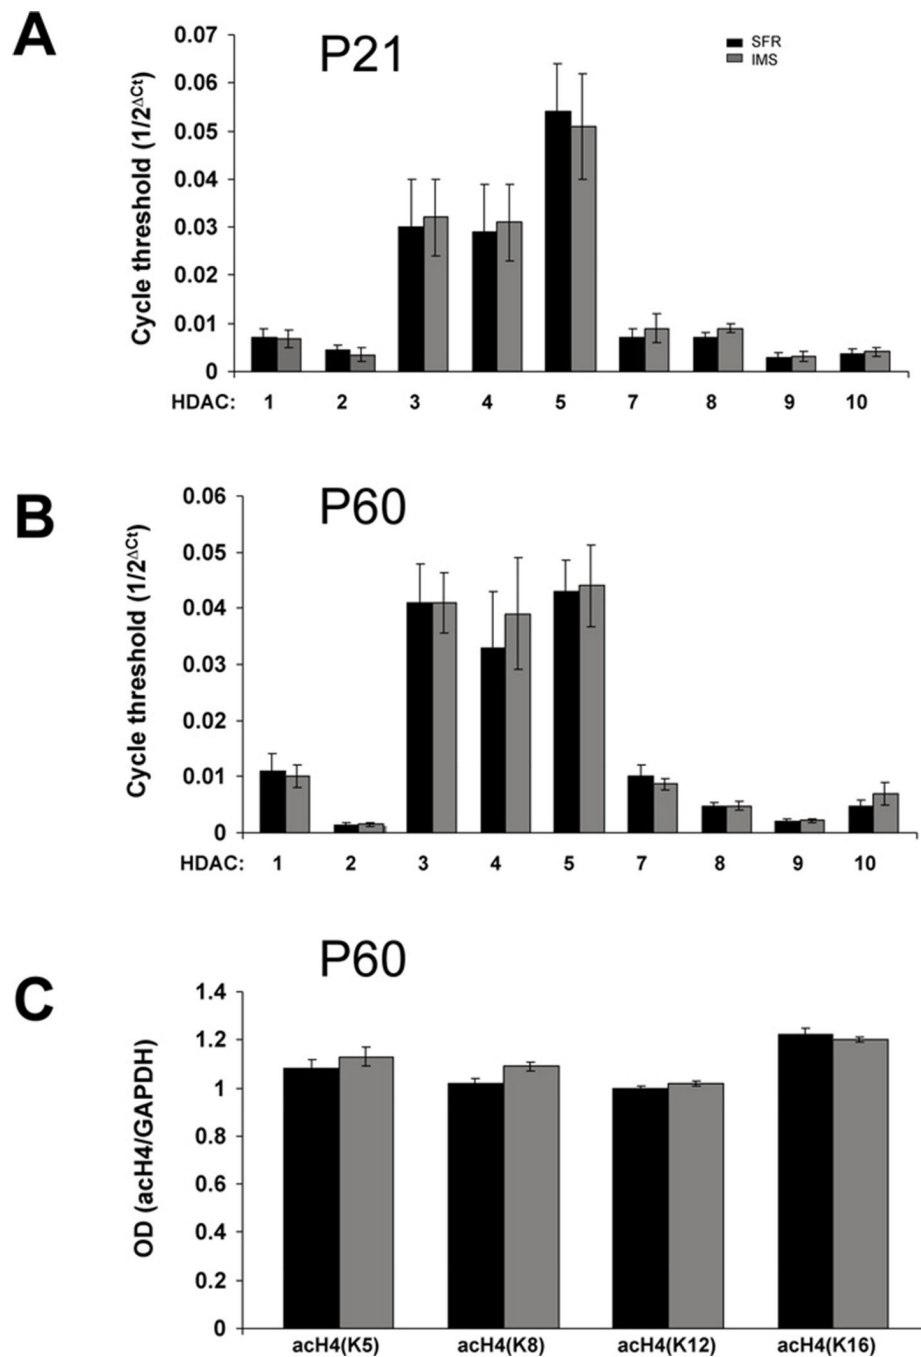 A
P21
SFR
IMS
Cycle threshold (1/2^ΔCt)
0.07
0.06
0.05
0.04
0.03
0.02
0.01
0
HDAC: 1 2 3 4 5 7 8 9 10
B
P60
Cycle threshold (1/2^ΔCt)
0.06
0.05
0.04
0.03
0.02
0.01
0
HDAC: 1 2 3 4 5 7 8 9 10
C
P60
OD (acH4/GAPDH)
1.4
1.2
1
0.8
0.6
0.4
0.2
0
acH4(K5) acH4(K8) acH4(K12) acH4(K16)